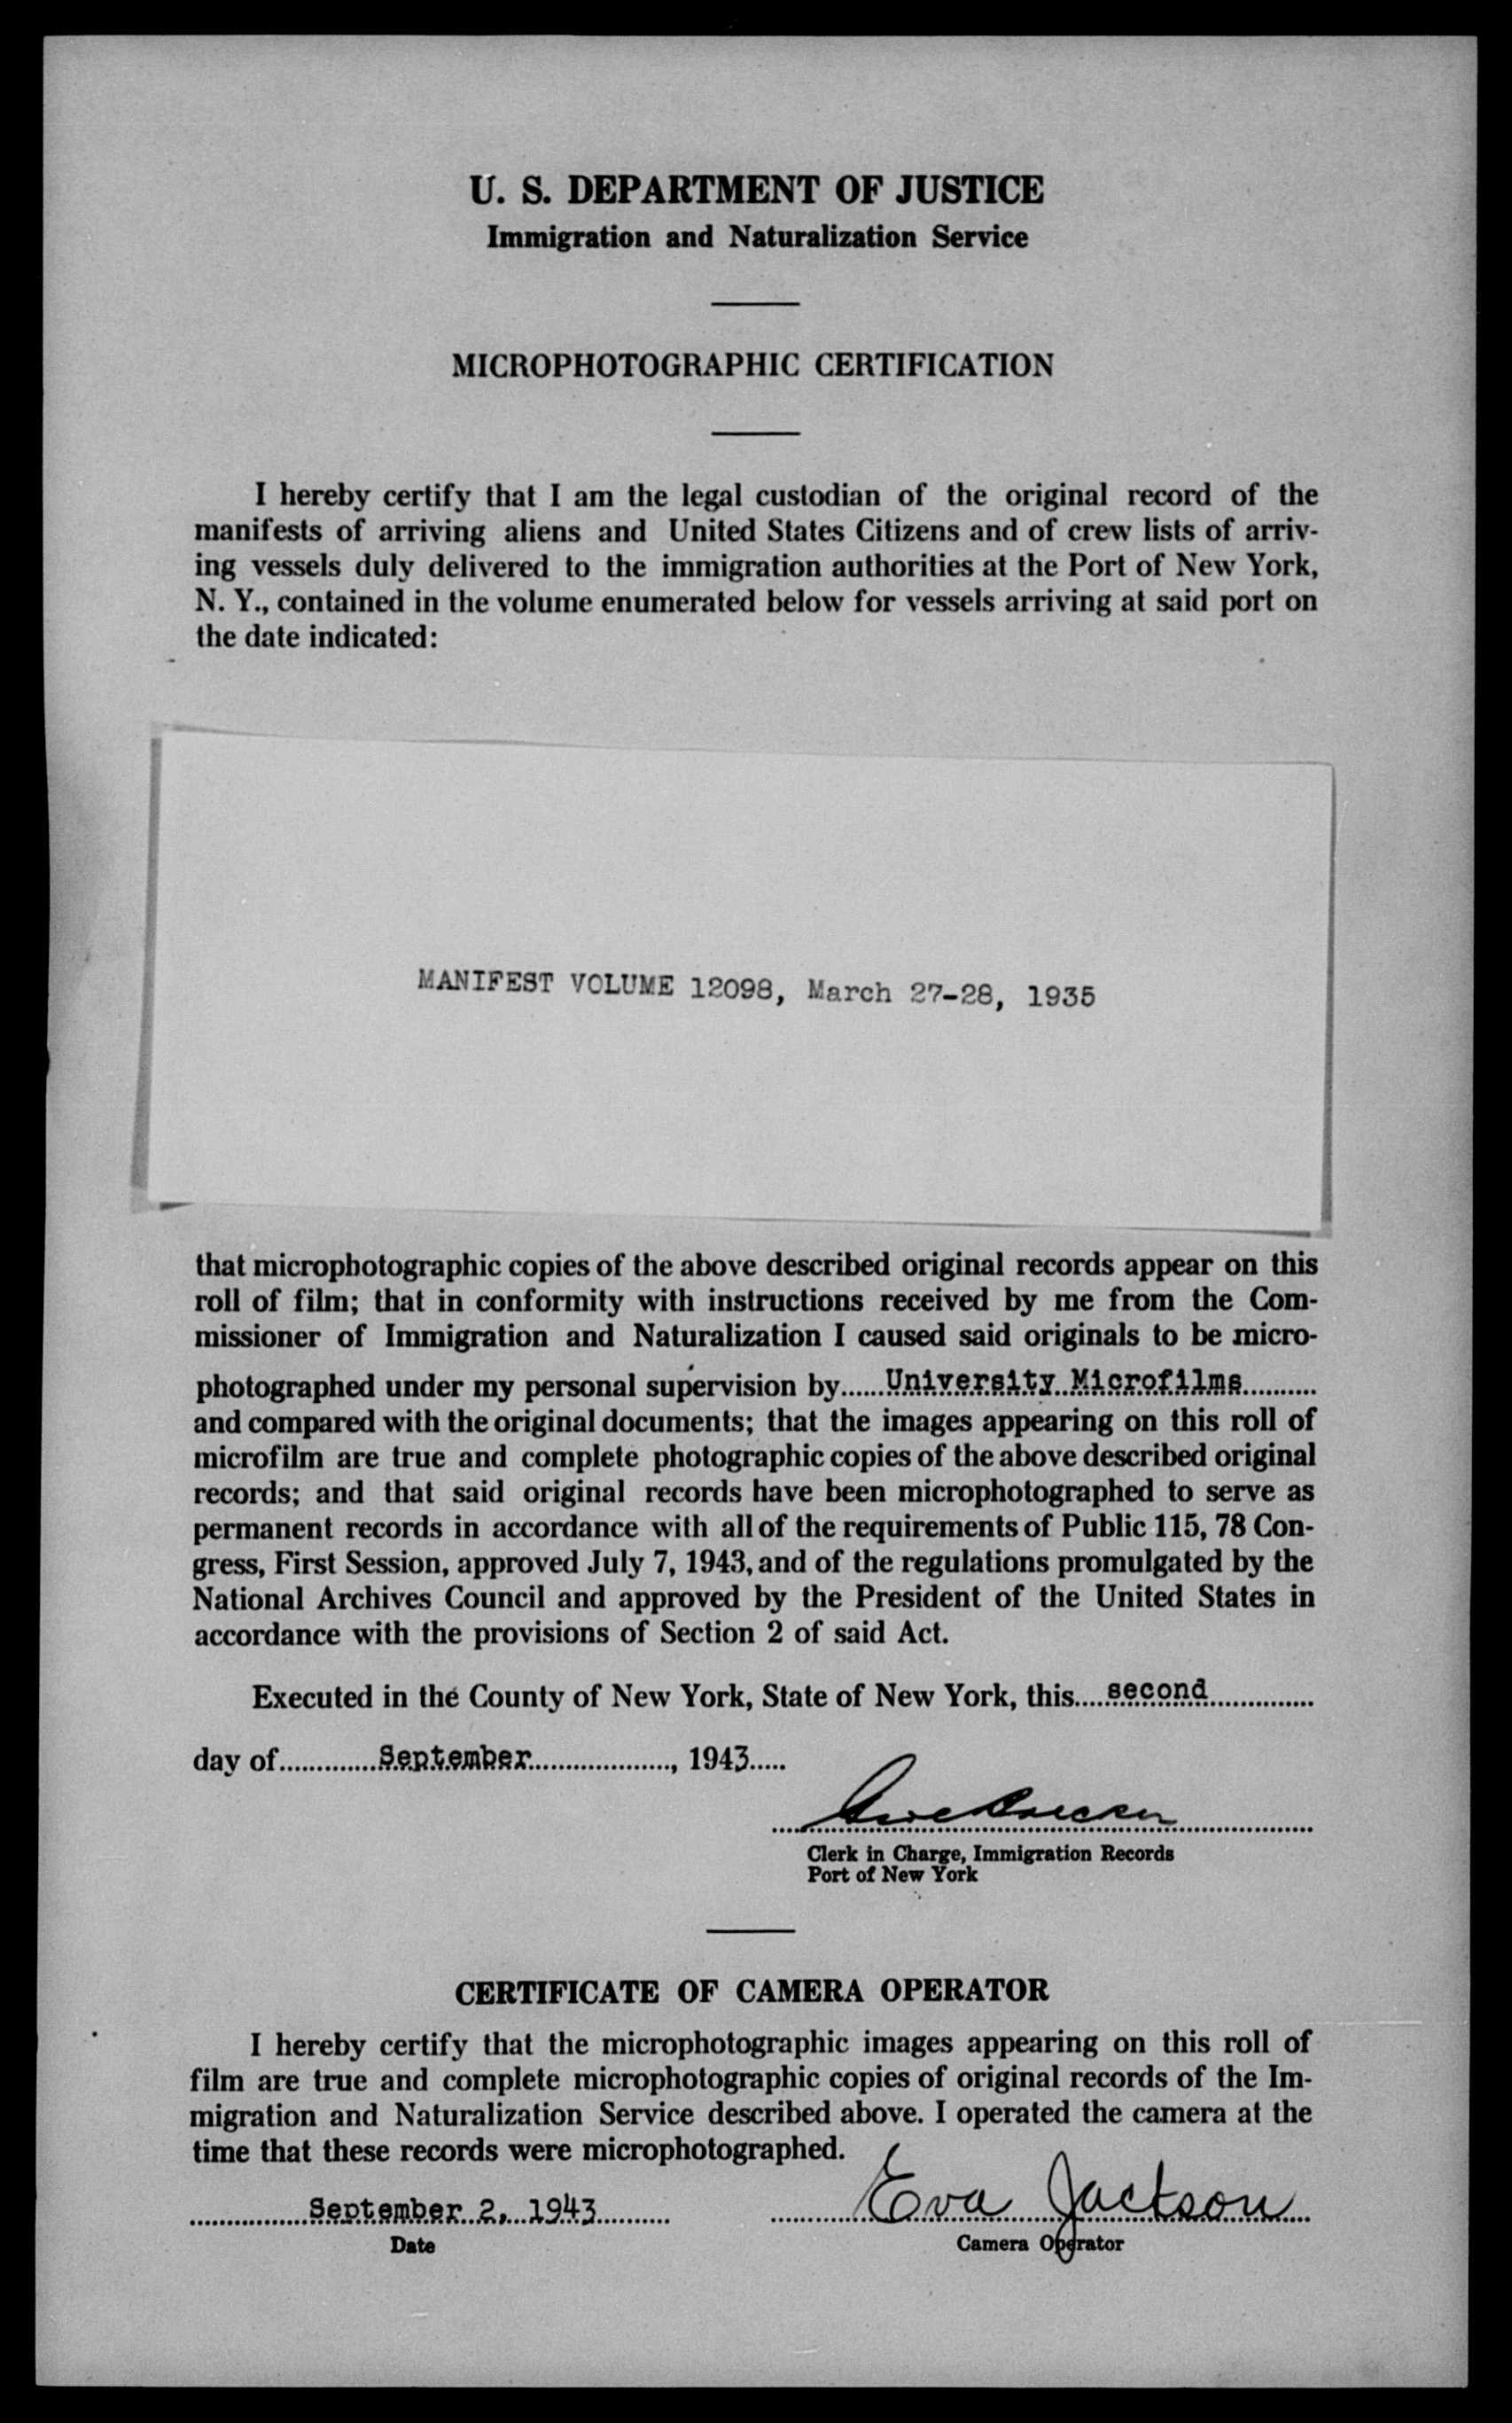 U. S. DEPARTMENT OF JUSTICE
Immigration and Naturalization Service
MICROPHOTOGRAPHIC CERTIFICATION
I hereby certify that I am the legal custodian of the original record of the
manifests of arriving aliens and United States Citizens and of crew lists of arriv-
ing vessels duly delivered to the immigration authorities at the Port of New York,
N. Y., contained in the volume enumerated below for vessels arriving at said port on
the date indicated:
MANIFEST VOLUME 12098, March 27-28, 1935
that microphotographic copies of the above described original records appear on this
roll of film; that in conformity with instructions received by me from the Com-
missioner of Immigration and Naturalization I caused said originals to be micro-
photographed under my personal supervision by......University Microfilms..........
and compared with the original documents; that the images appearing on this roll of
microfilm are true and complete photographic copies of the above described original
records; and that said original records have been microphotographed to serve as
permanent records in accordance with all of the requirements of Public 115, 78 Con-
gress, First Session, approved July 7, 1943, and of the regulations promulgated by the
National Archives Council and approved by the President of the United States in
accordance with the provisions of Section 2 of said Act.
Executed in the County of New York, State of New York, this....second..............
day of.............September..................., 1943.....
Clerk in Charge, Immigration Records
Port of New York
CERTIFICATE OF CAMERA OPERATOR
I hereby certify that the microphotographic images appearing on this roll of
film are true and complete microphotographic copies of original records of the Im-
migration and Naturalization Service described above. I operated the camera at the
time that these records were microphotographed.
September 2, 1943 Eva Jackson
Date Camera Operator